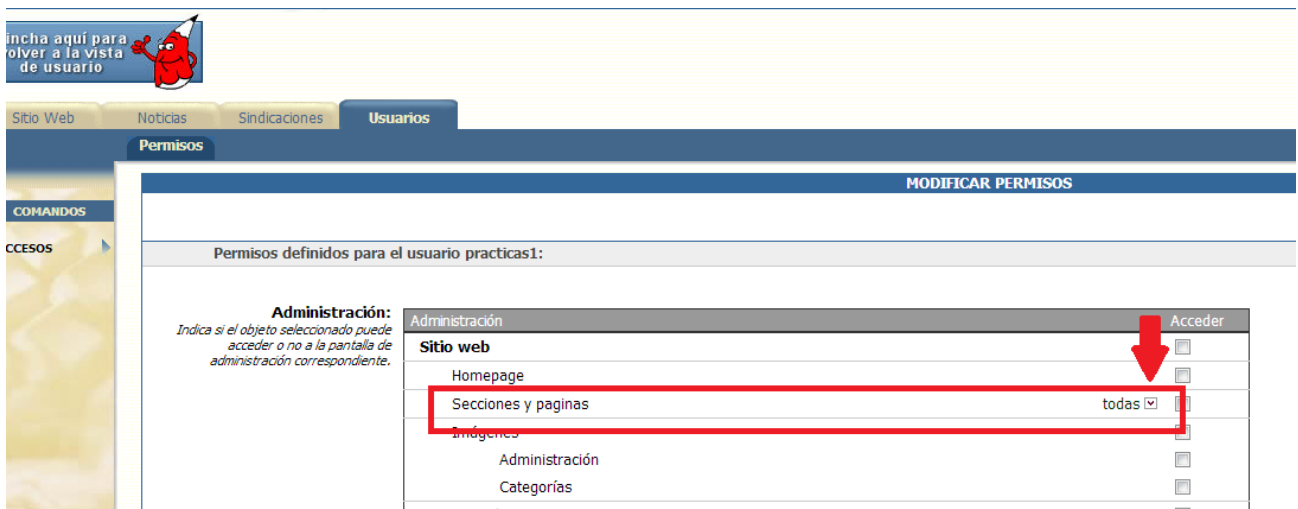 incha aquí para
olver a la vista
de usuario
Sitio Web
Noticias
Sindicaciones
Usuarios
Permisos
MODIFICAR PERMISOS
COMANDOS
CCESOS
Permisos definidos para el usuario practicas1:
Administración:
Indica si el objeto seleccionado puede
acceder o no a la pantalla de
administración correspondiente.
Administración Acceder
Sitio web
Homepage
Secciones y paginas todas
Imágenes
Administración
Categorías